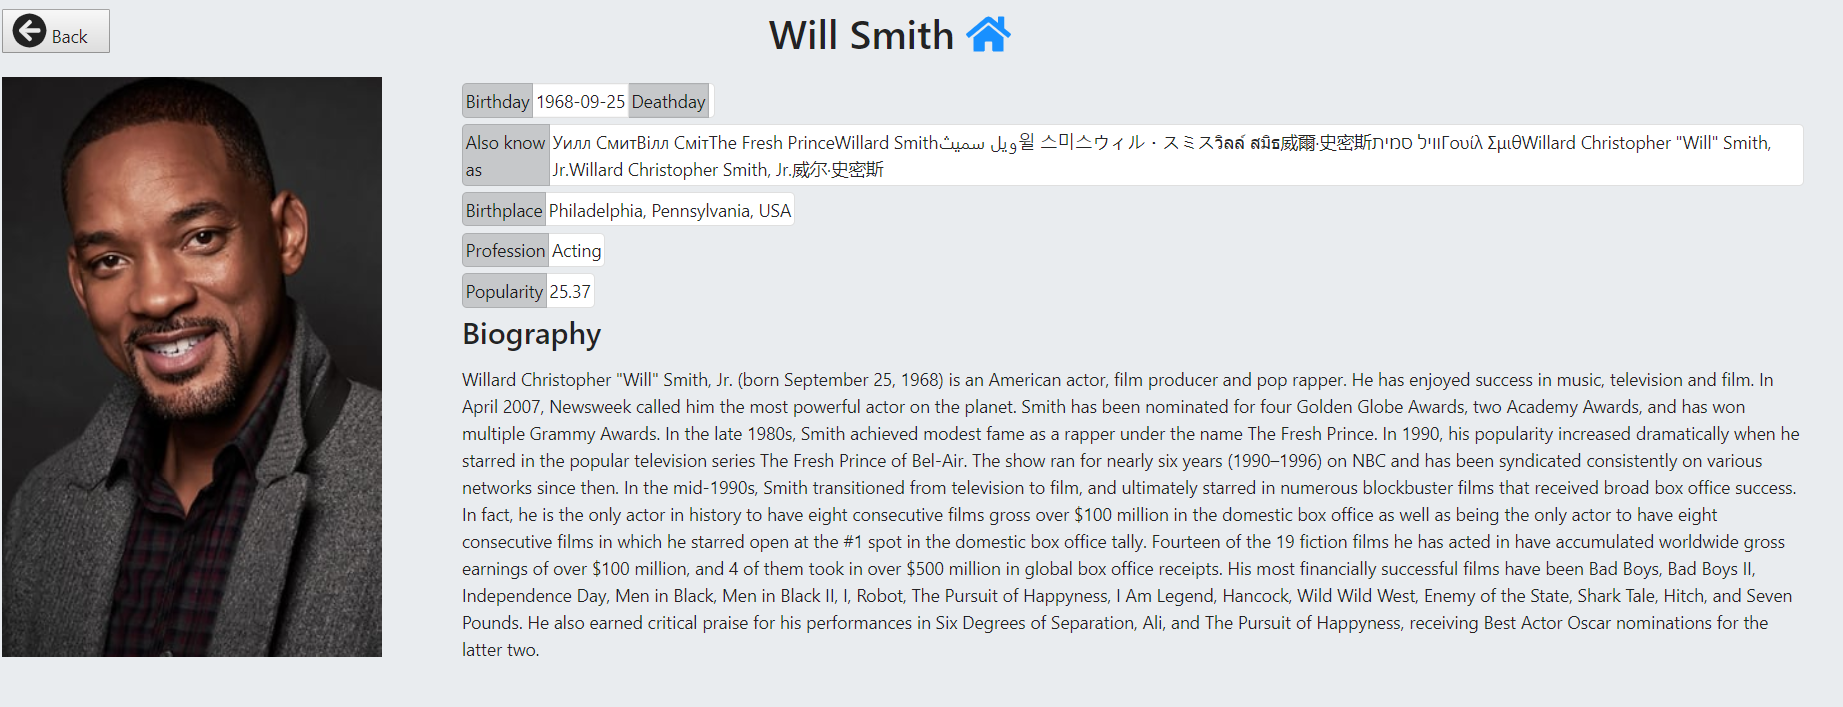 Back
Will Smith
Birthday 1968-09-25 Deathday
Also know as Уилл СмитВілл СмітThe Fresh PrinceWillard Smithويل سميث윌 스미스ウィル・スミスวิลล์ สมิธ威爾·史密斯וויל סמיתΓουίλ ΣμιθWillard Christopher "Will" Smith,
Jr.Willard Christopher Smith, Jr.威尔·史密斯
Birthplace Philadelphia, Pennsylvania, USA
Profession Acting
Popularity 25.37
Biography
Willard Christopher "Will" Smith, Jr. (born September 25, 1968) is an American actor, film producer and pop rapper. He has enjoyed success in music, television and film. In
April 2007, Newsweek called him the most powerful actor on the planet. Smith has been nominated for four Golden Globe Awards, two Academy Awards, and has won
multiple Grammy Awards. In the late 1980s, Smith achieved modest fame as a rapper under the name The Fresh Prince. In 1990, his popularity increased dramatically when he
starred in the popular television series The Fresh Prince of Bel-Air. The show ran for nearly six years (1990–1996) on NBC and has been syndicated consistently on various
networks since then. In the mid-1990s, Smith transitioned from television to film, and ultimately starred in numerous blockbuster films that received broad box office success.
In fact, he is the only actor in history to have eight consecutive films gross over $100 million in the domestic box office as well as being the only actor to have eight
consecutive films in which he starred open at the #1 spot in the domestic box office tally. Fourteen of the 19 fiction films he has acted in have accumulated worldwide gross
earnings of over $100 million, and 4 of them took in over $500 million in global box office receipts. His most financially successful films have been Bad Boys, Bad Boys II,
Independence Day, Men in Black, Men in Black II, I, Robot, The Pursuit of Happyness, I Am Legend, Hancock, Wild Wild West, Enemy of the State, Shark Tale, Hitch, and Seven
Pounds. He also earned critical praise for his performances in Six Degrees of Separation, Ali, and The Pursuit of Happyness, receiving Best Actor Oscar nominations for the
latter two.